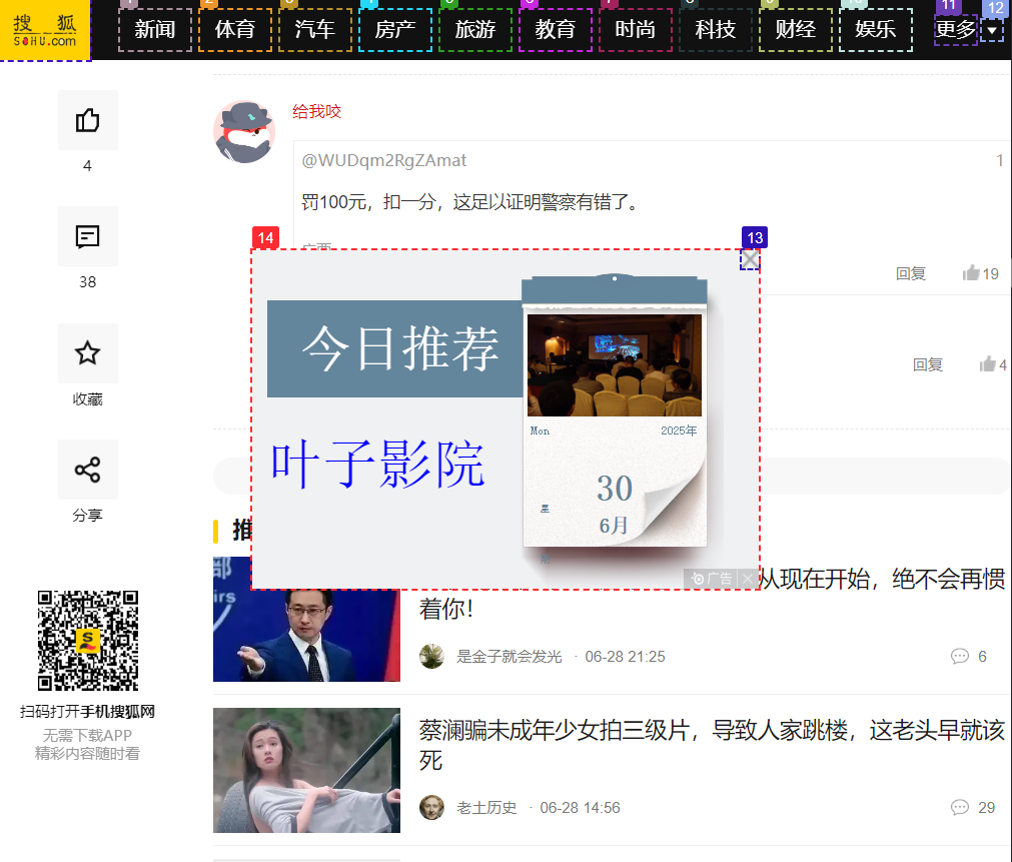 搜 狐
SOHU.com
1
新闻
2
体育
3
汽车
4
房产
5
旅游
6
教育
7
时尚
8
科技
9
财经
10
娱乐
11
更多
12
4
38
收藏
分享
扫码打开手机搜狐网
无需下载APP
精彩内容随时看
给我咬
@WUDqm2RgZAmat
1
罚100元，扣一分，这足以证明警察有错了。
回复
19
回复
4
14
13
今日推荐
叶子影院
Mon
2025年
30
6月
星
广告
推
从现在开始，绝不会再惯
着你！
是金子就会发光 · 06-28 21:25
6
蔡澜骗未成年少女拍三级片，导致人家跳楼，这老头早就该
死
老土历史 · 06-28 14:56
29